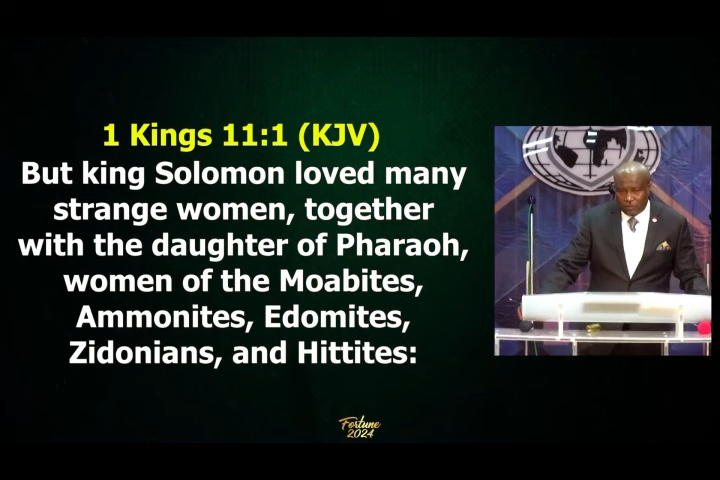 1 Kings 11:1 (KJV)
But king Solomon loved many
strange women, together
with the daughter of Pharaoh,
women of the Moabites,
Ammonites, Edomites,
Zidonians, and Hittites:
Fortune
2024